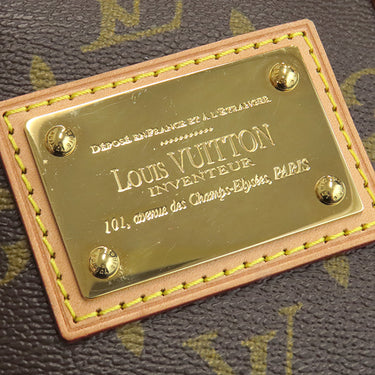 DÉPOSÉ EN FRANCE ET À L'ÉTRANGER
LOUIS VUITTON
INVENTEUR
101, avenue des Champs-Elysées, PARIS